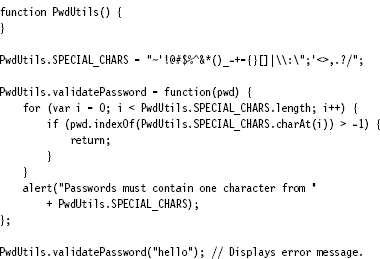 function PwdUtils() {
}
PwdUtils.SPECIAL_CHARS = "~'!@#$%^&*()_-+={}[]|\\:\";'<>,.?/";
PwdUtils.validatePassword = function(pwd) {
for (var i = 0; i < PwdUtils.SPECIAL_CHARS.length; i++) {
if (pwd.indexOf(PwdUtils.SPECIAL_CHARS.charAt(i)) > -1) {
return;
}
}
alert("Passwords must contain one character from "
+ PwdUtils.SPECIAL_CHARS);
};
PwdUtils.validatePassword("hello"); // Displays error message.